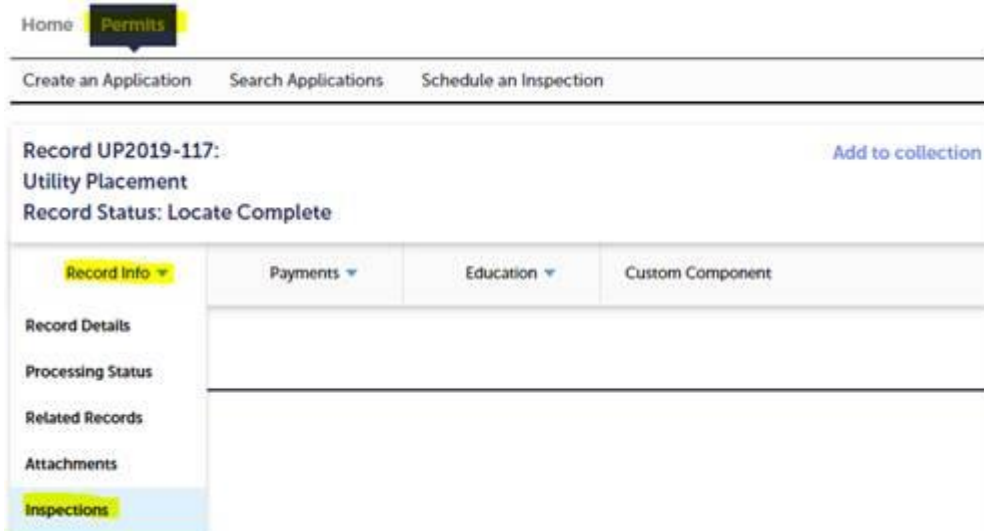 Home Permits
Create an Application Search Applications Schedule an Inspection
Record UP2019-117:
Add to collection
Utility Placement
Record Status: Locate Complete
Record Info Payments Education Custom Component
Record Details
Processing Status
Related Records
Attachments
Inspections